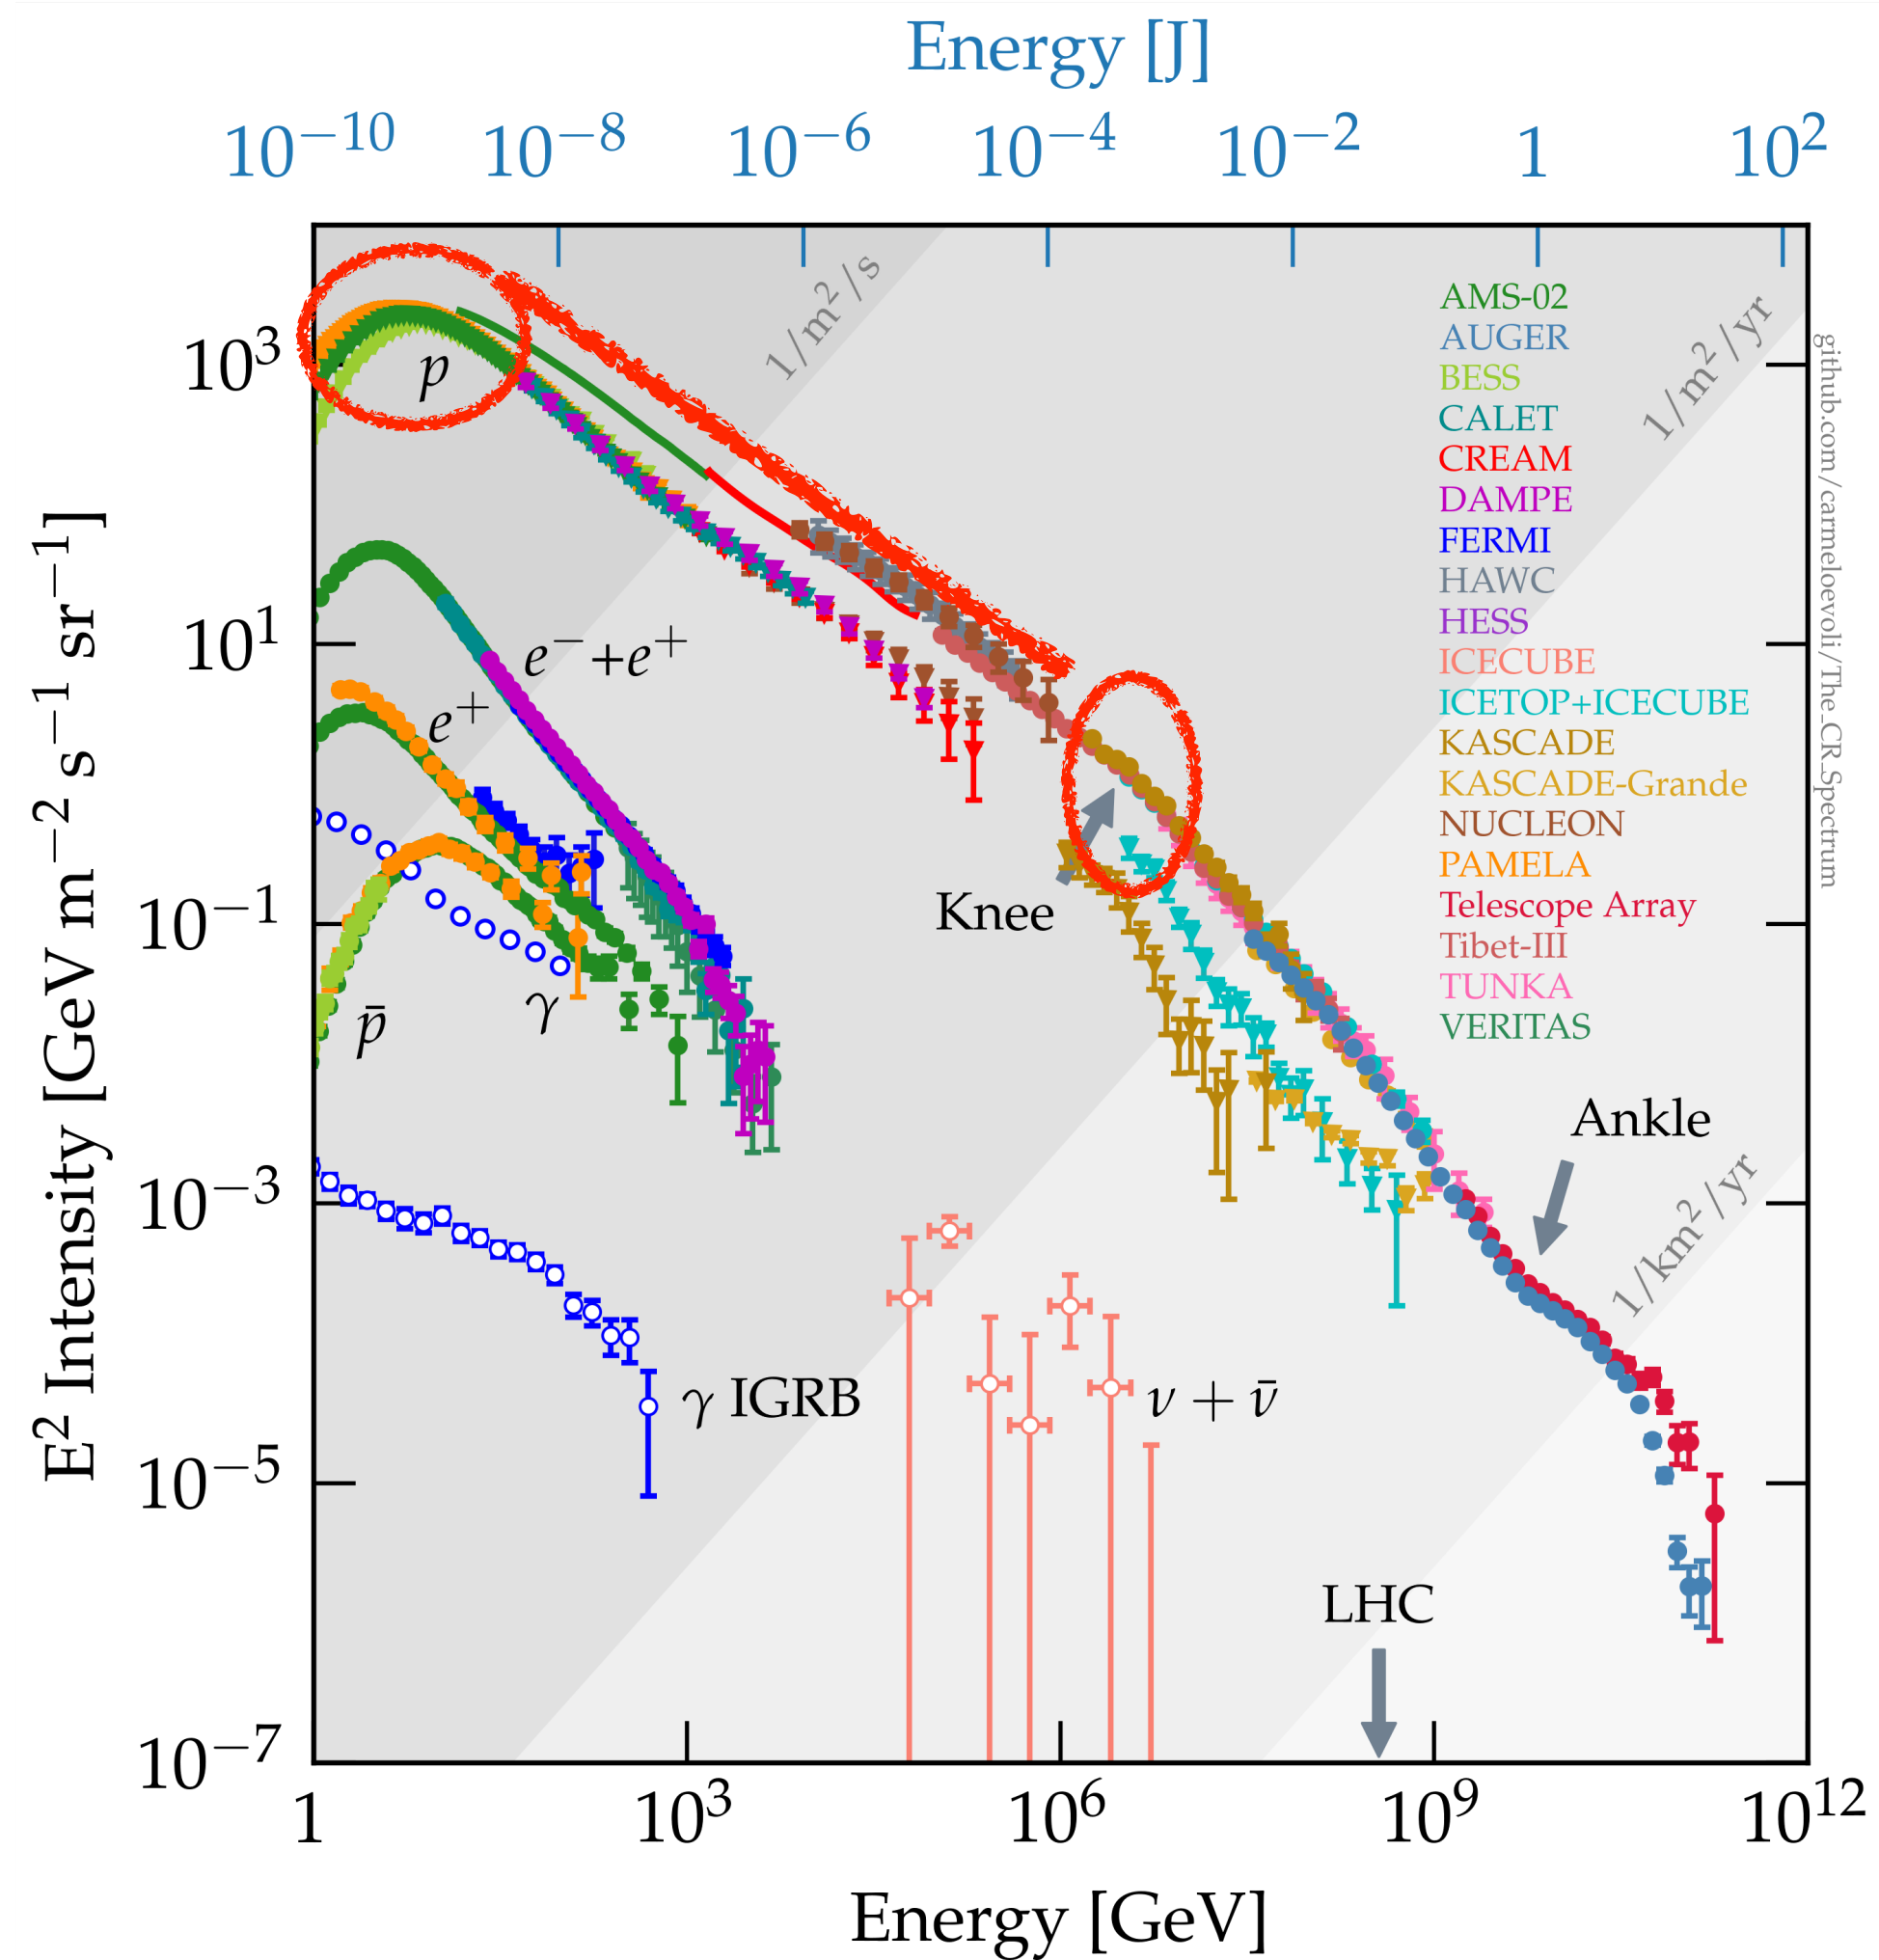 Energy [J]
10⁻¹⁰ 10⁻⁸ 10⁻⁶ 10⁻⁴ 10⁻² 1 10²
E² Intensity [GeV m⁻² s⁻¹ sr⁻¹]
10³
10¹
10⁻¹
10⁻³
10⁻⁵
10⁻⁷
1/m²/s
1/m²/yr
1/km²/yr
p
e⁻+e⁺
e⁺
p̄
γ
γ IGRB
ν + ν̄
Knee
Ankle
LHC
AMS-02
AUGER
BESS
CALET
CREAM
DAMPE
FERMI
HAWC
HESS
ICECUBE
ICETOP+ICECUBE
KASCADE
KASCADE-Grande
NUCLEON
PAMELA
Telescope Array
Tibet-III
TUNKA
VERITAS
github.com/carmeloevoli/The_CR_Spectrum
1 10³ 10⁶ 10⁹ 10¹²
Energy [GeV]